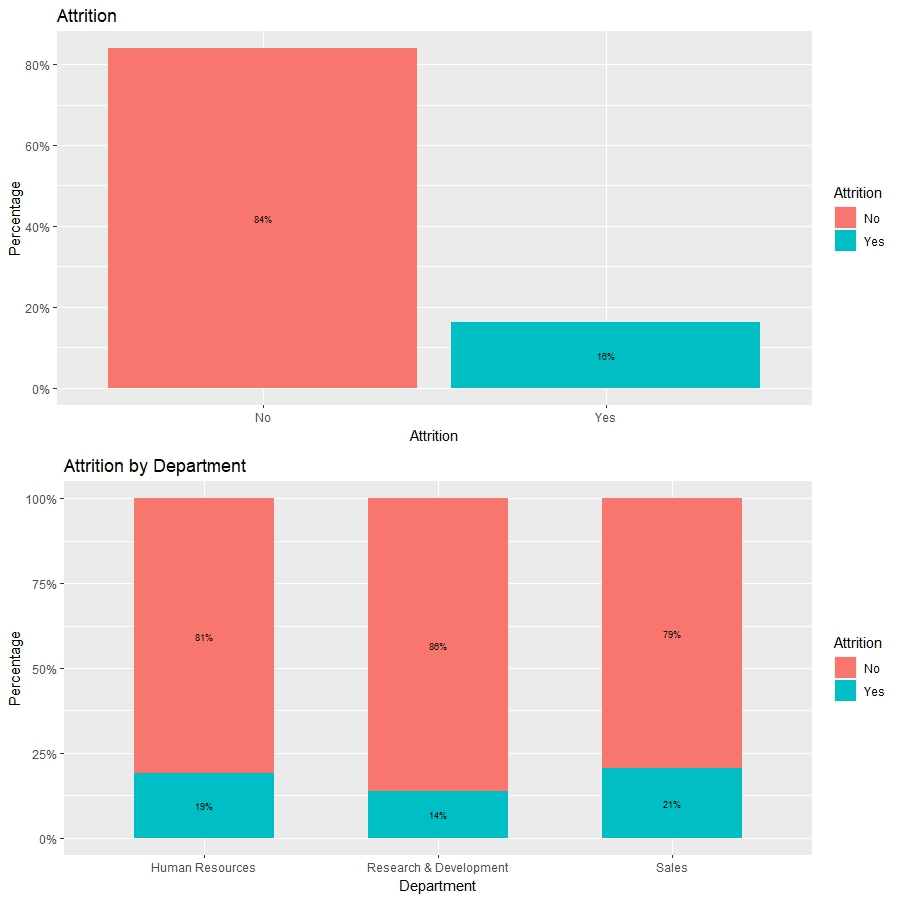 Attrition
Percentage
80%
60%
40%
20%
0%
84%
16%
No
Yes
Attrition
Attrition
No
Yes
Attrition by Department
Percentage
100%
75%
50%
25%
0%
81%
86%
79%
19%
14%
21%
Human Resources
Research & Development
Sales
Department
Attrition
No
Yes